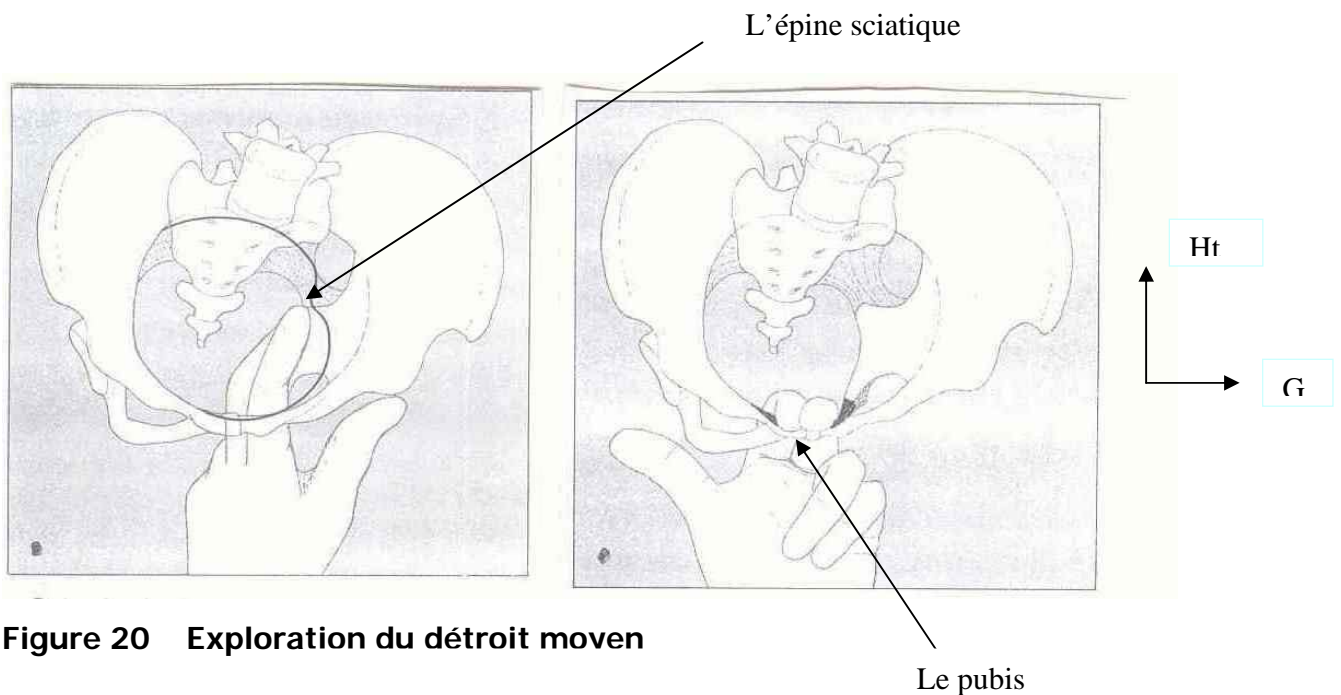 L'épine sciatique
Ht
G
Figure 20 Exploration du détroit moyen
Le pubis